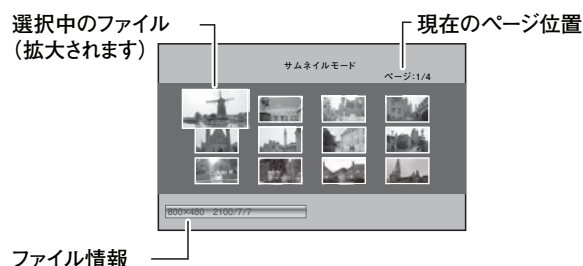 選択中のファイル
（拡大されます）
現在のページ位置
サムネイルモード
ページ:1/4
800×480 2100/7/7
ファイル情報